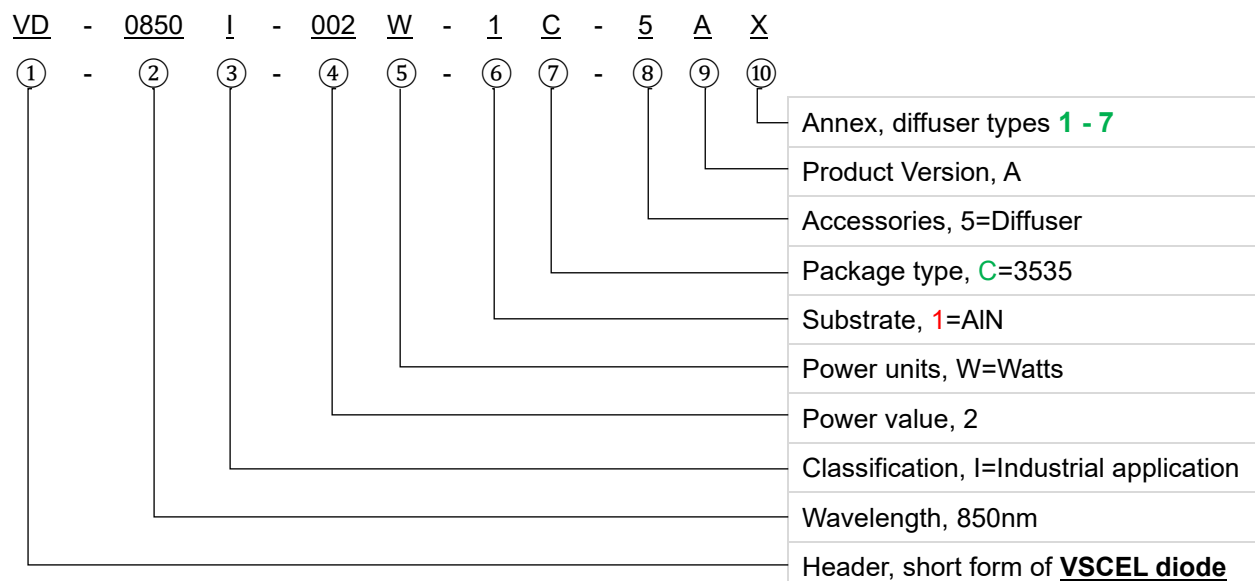 VD - 0850 I - 002 W - 1 C - 5 A X
① - ② ③ - ④ ⑤ - ⑥ ⑦ - ⑧ ⑨ ⑩
Annex, diffuser types 1 - 7
Product Version, A
Accessories, 5=Diffuser
Package type, C=3535
Substrate, 1=AlN
Power units, W=Watts
Power value, 2
Classification, I=Industrial application
Wavelength, 850nm
Header, short form of VSCEL diode